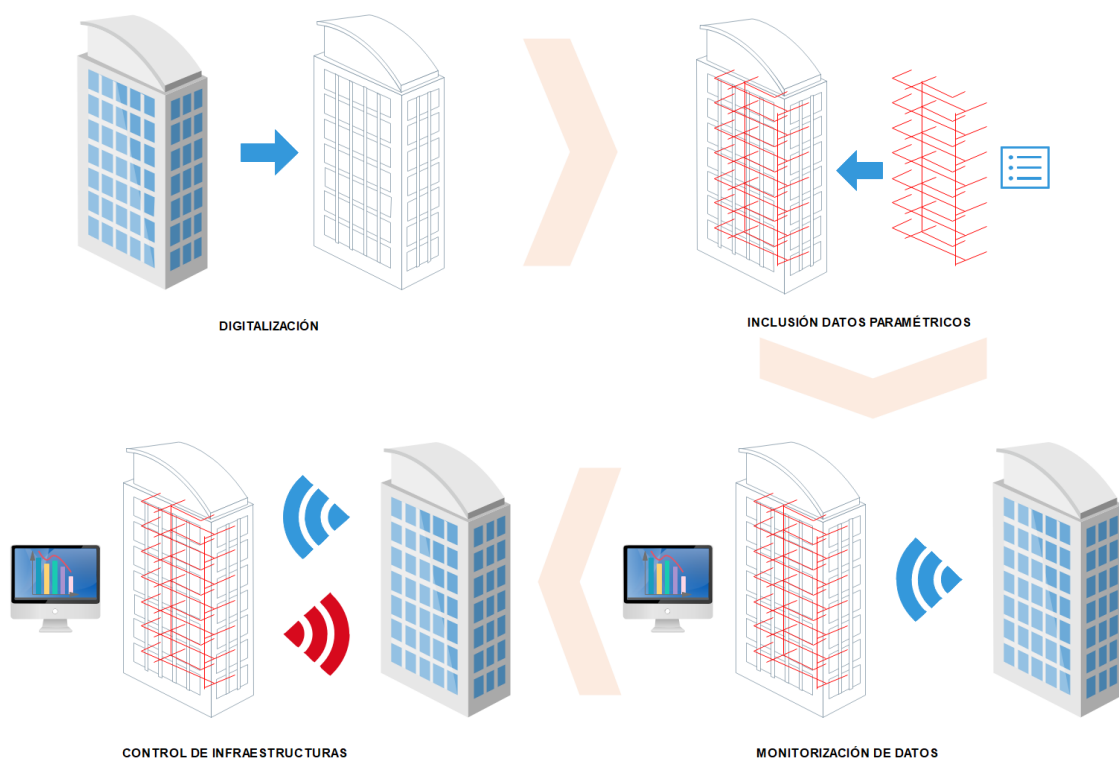 DIGITALIZACIÓN
INCLUSIÓN DATOS PARAMÉTRICOS
CONTROL DE INFRAESTRUCTURAS
MONITORIZACIÓN DE DATOS